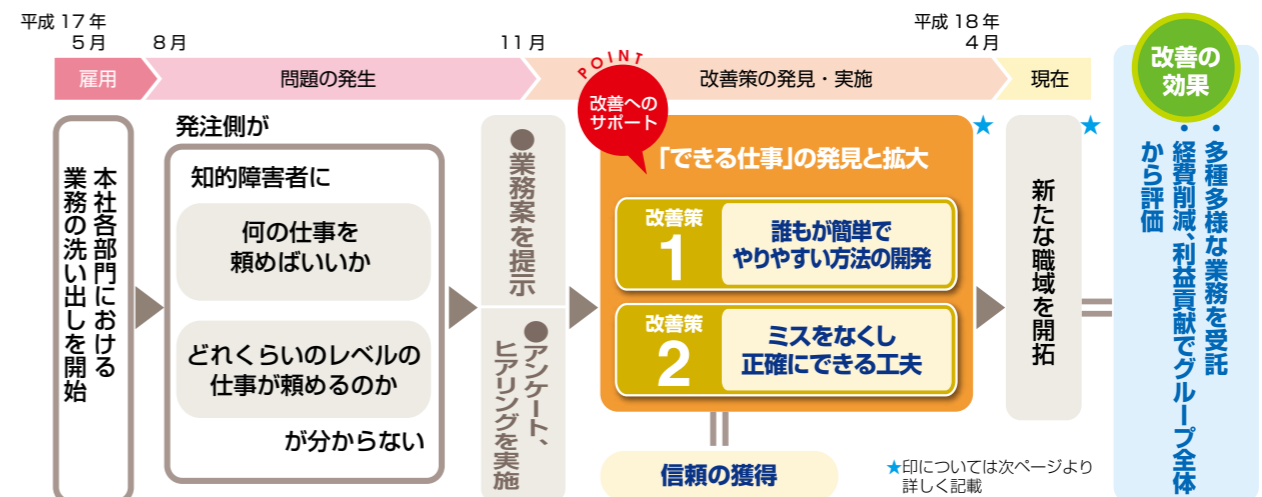 平成 17 年
5 月
8 月
11 月
平成 18 年
4 月
雇用
問題の発生
改善策の発見・実施
現在
POINT
改善への
サポート
本社各部門における
業務の洗い出しを開始
発注側が
知的障害者に
何の仕事を
頼めばいいか
どれくらいのレベルの
仕事が頼めるのか
が分からない
●業務案を提示
●アンケート、
ヒアリングを実施
「できる仕事」の発見と拡大
改善策
1
誰もが簡単で
やりやすい方法の開発
改善策
2
ミスをなくし
正確にできる工夫
信頼の獲得
★
新たな職域を開拓
★
改善の
効果
・多種多様な業務を受託
・経費削減、利益貢献でグループ全体
から評価
★印については次ページより
詳しく記載